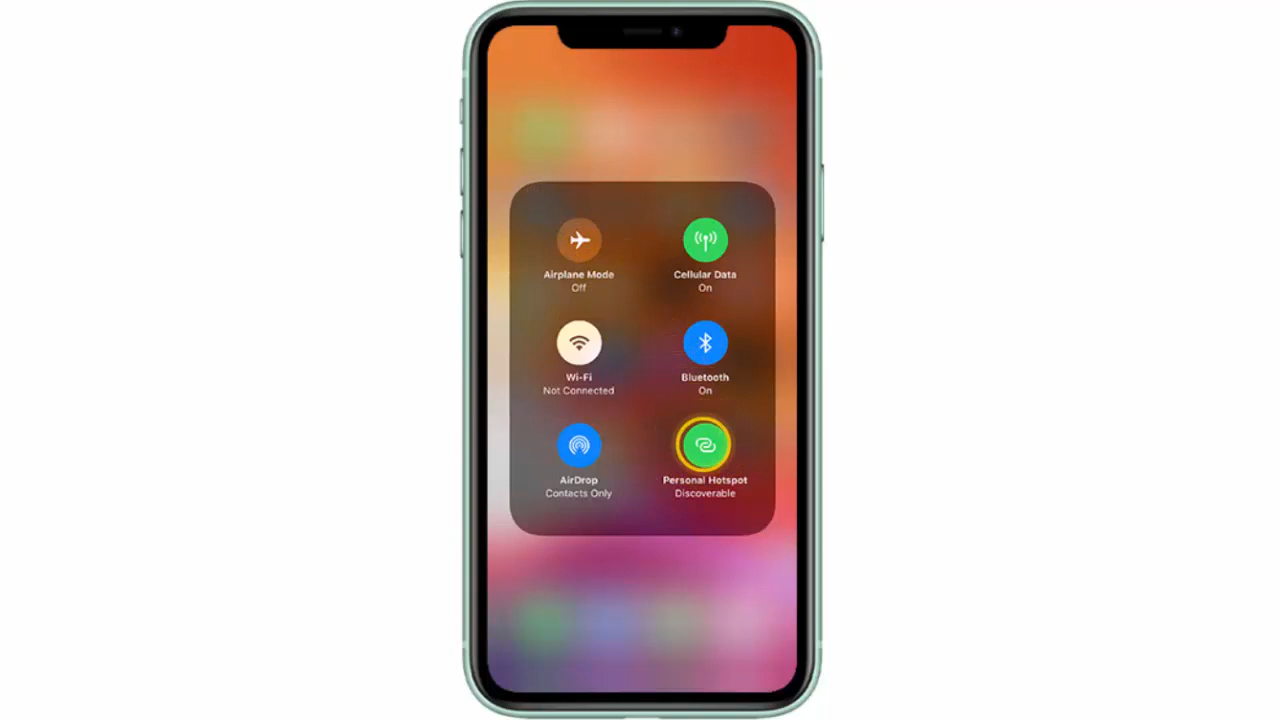 Airplane Mode
Off
Cellular Data
On
Wi-Fi
Not Connected
Bluetooth
On
AirDrop
Contacts Only
Personal Hotspot
Discoverable